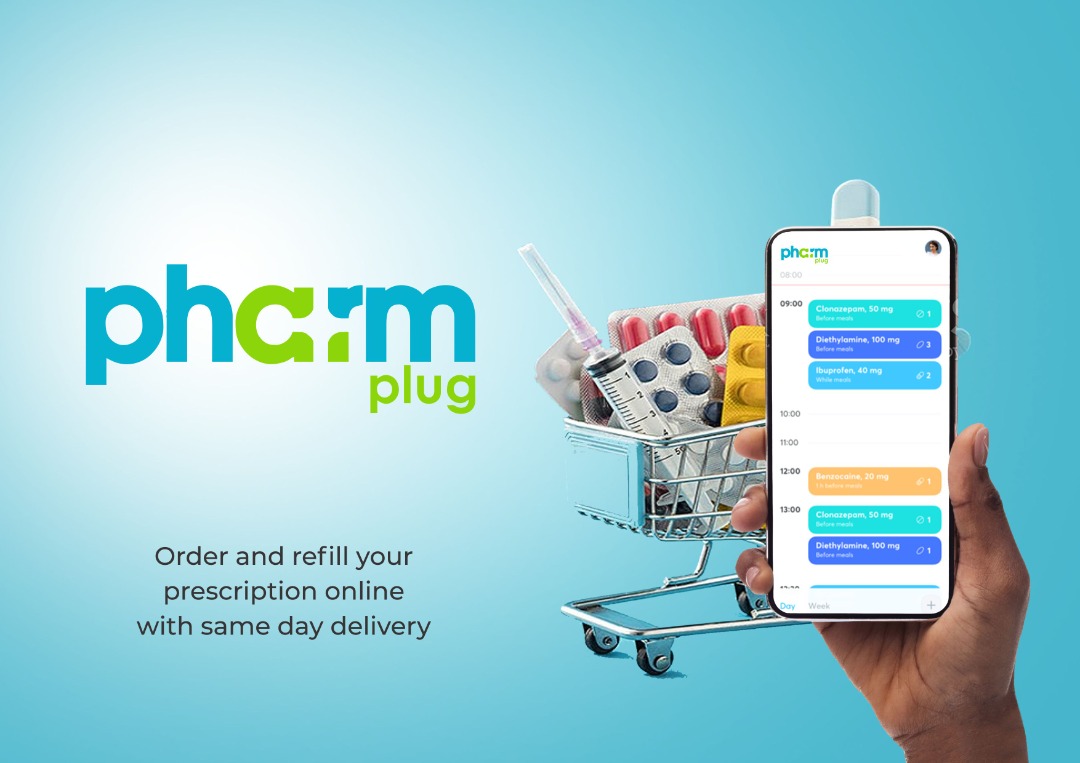 pharm
plug
Order and refill your
prescription online
with same day delivery
pharm
plug
08:00
09:00
Clonazepam, 50 mg
Before meals
1
Diethylamine, 100 mg
Before meals
3
Ibuprofen, 40 mg
While meals
2
10:00
11:00
12:00
Benzocaine, 20 mg
1 h before meals
1
13:00
Clonazepam, 50 mg
Before meals
1
Diethylamine, 100 mg
Before meals
1
Day Week